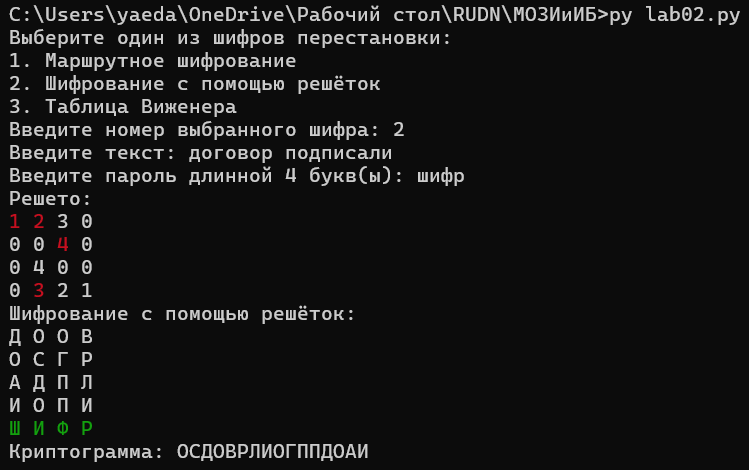 C:\Users\yaeda\OneDrive\Рабочий стол\RUDN\МОЗИиИБ>py lab02.py
Выберите один из шифров перестановки:
1. Маршрутное шифрование
2. Шифрование с помощью решёток
3. Таблица Виженера
Введите номер выбранного шифра: 2
Введите текст: договор подписали
Введите пароль длинной 4 букв(ы): шифр
Решето:
1 2 3 0
0 0 4 0
0 4 0 0
0 3 2 1
Шифрование с помощью решёток:
Д О О В
О С Г Р
А Д П Л
И О П И
Ш И Ф Р
Криптограмма: ОСДОВРЛИОГППДОАИ